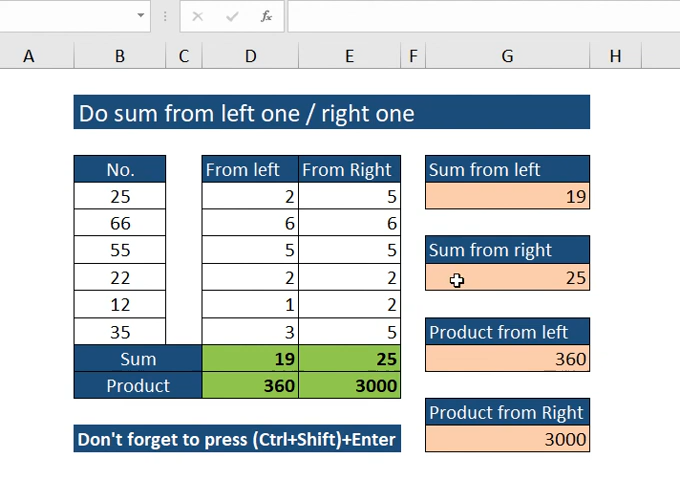 fx
A B C D E F G H
Do sum from left one / right one
No. From left From Right Sum from left
25 2 5 19
66 6 6
55 5 5 Sum from right
22 2 2 25
12 1 2
35 3 5 Product from left
Sum 19 25 360
Product 360 3000
Product from Right
Don't forget to press (Ctrl+Shift)+Enter 3000